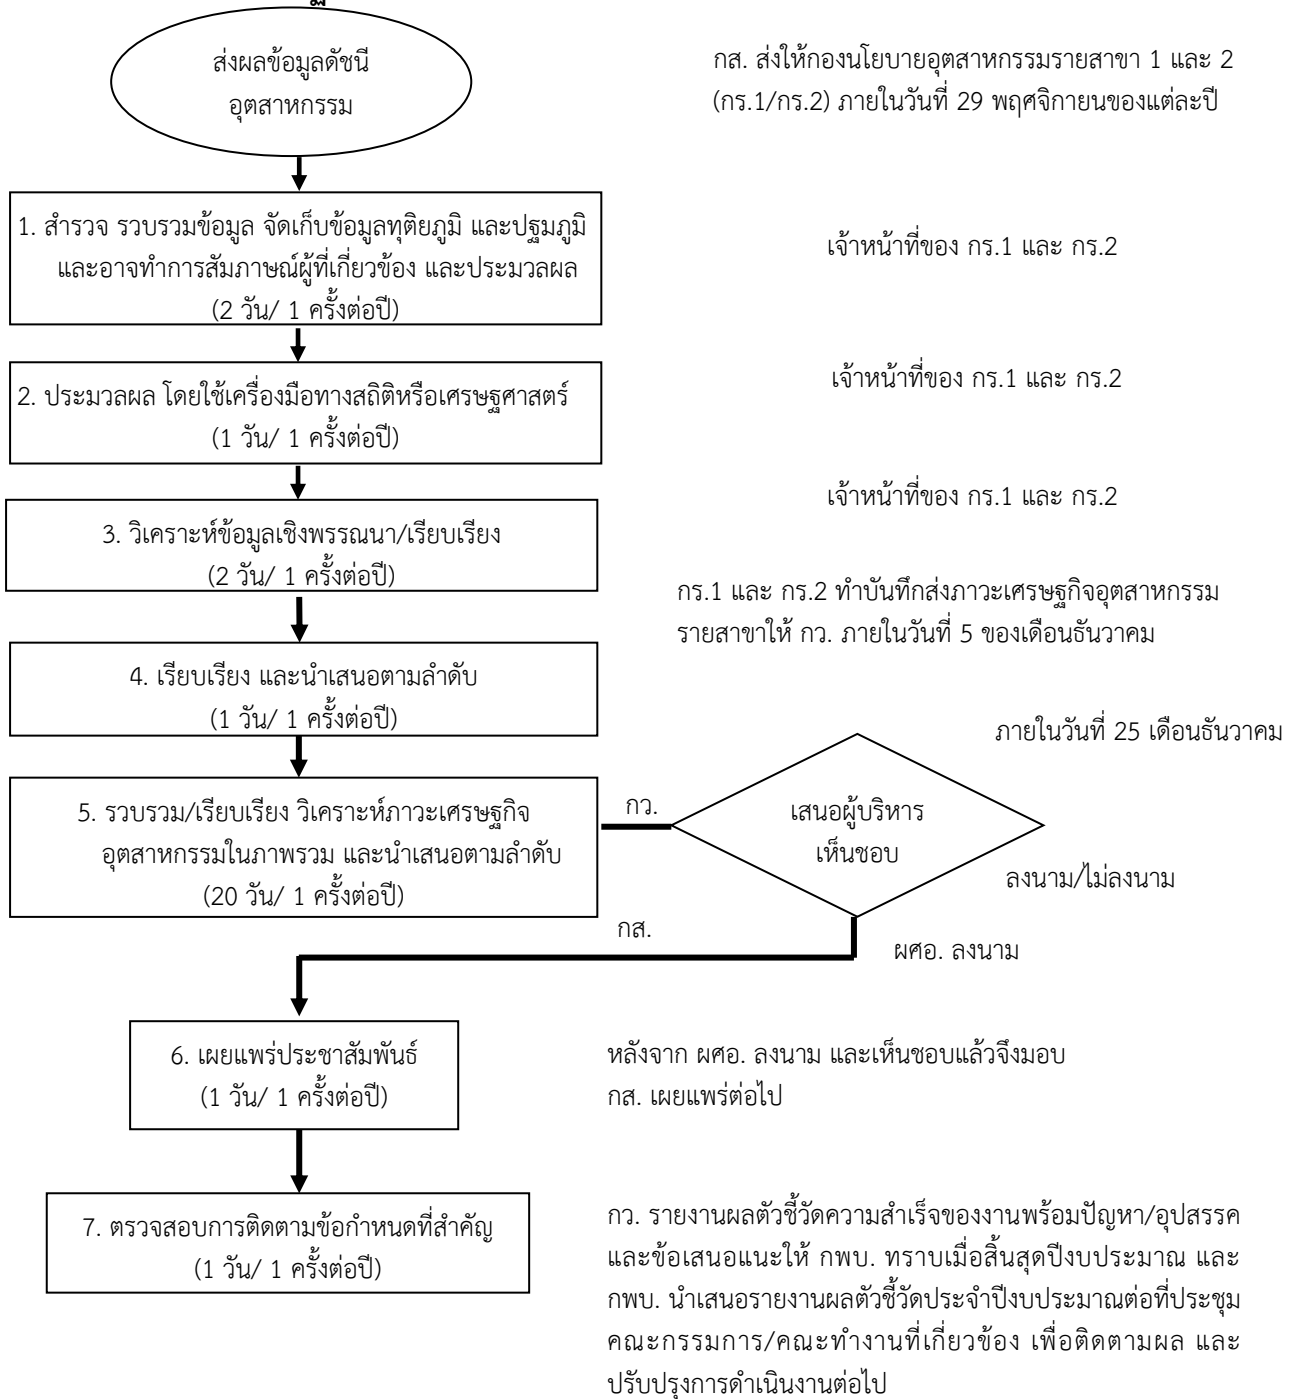 ส่งผลข้อมูลดัชนี
อุตสาหกรรม
กส. ส่งให้กองนโยบายอุตสาหกรรมรายสาขา 1 และ 2
(กร.1/กร.2) ภายในวันที่ 29 พฤศจิกายนของแต่ละปี
1. สำรวจ รวบรวมข้อมูล จัดเก็บข้อมูลทุติยภูมิ และปฐมภูมิ
และอาจทำการสัมภาษณ์ผู้ที่เกี่ยวข้อง และประมวลผล
(2 วัน/ 1 ครั้งต่อปี)
เจ้าหน้าที่ของ กร.1 และ กร.2
2. ประมวลผล โดยใช้เครื่องมือทางสถิติหรือเศรษฐศาสตร์
(1 วัน/ 1 ครั้งต่อปี)
เจ้าหน้าที่ของ กร.1 และ กร.2
3. วิเคราะห์ข้อมูลเชิงพรรณนา/เรียบเรียง
(2 วัน/ 1 ครั้งต่อปี)
เจ้าหน้าที่ของ กร.1 และ กร.2
กร.1 และ กร.2 ทำบันทึกส่งภาวะเศรษฐกิจอุตสาหกรรม
รายสาขาให้ กว. ภายในวันที่ 5 ของเดือนธันวาคม
4. เรียบเรียง และนำเสนอตามลำดับ
(1 วัน/ 1 ครั้งต่อปี)
ภายในวันที่ 25 เดือนธันวาคม
5. รวบรวม/เรียบเรียง วิเคราะห์ภาวะเศรษฐกิจ
อุตสาหกรรมในภาพรวม และนำเสนอตามลำดับ
(20 วัน/ 1 ครั้งต่อปี)
กว.
เสนอผู้บริหาร
เห็นชอบ
ลงนาม/ไม่ลงนาม
กส.
ผศอ. ลงนาม
6. เผยแพร่ประชาสัมพันธ์
(1 วัน/ 1 ครั้งต่อปี)
หลังจาก ผศอ. ลงนาม และเห็นชอบแล้วจึงมอบ
กส. เผยแพร่ต่อไป
7. ตรวจสอบการติดตามข้อกำหนดที่สำคัญ
(1 วัน/ 1 ครั้งต่อปี)
กว. รายงานผลตัวชี้วัดความสำเร็จของงานพร้อมปัญหา/อุปสรรค
และข้อเสนอแนะให้ กพบ. ทราบเมื่อสิ้นสุดปีงบประมาณ และ
กพบ. นำเสนอรายงานผลตัวชี้วัดประจำปีงบประมาณต่อที่ประชุม
คณะกรรมการ/คณะทำงานที่เกี่ยวข้อง เพื่อติดตามผล และ
ปรับปรุงการดำเนินงานต่อไป